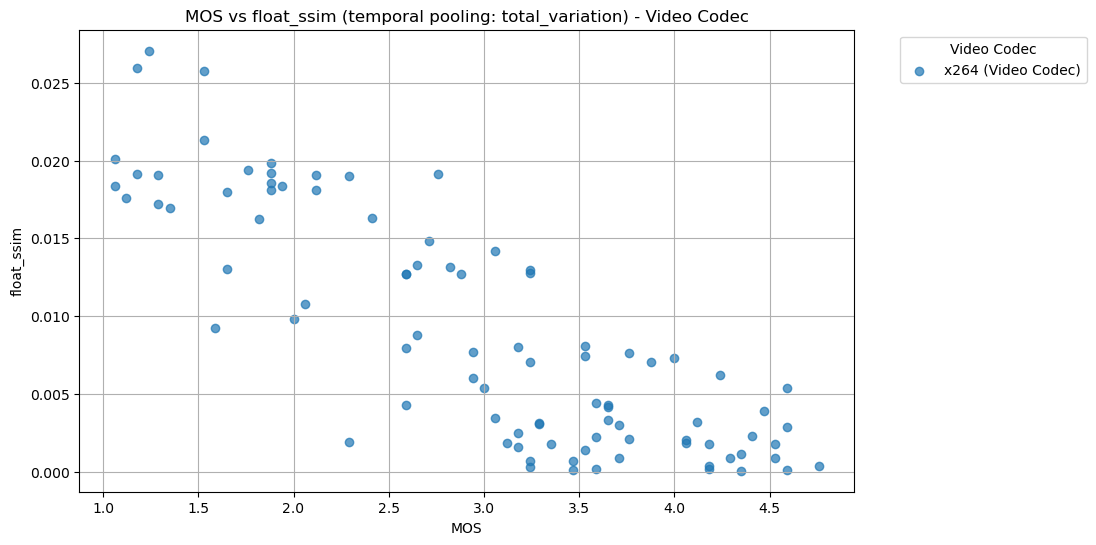 MOS vs float_ssim (temporal pooling: total_variation) - Video Codec
Video Codec
x264 (Video Codec)
float_ssim
0.025
0.020
0.015
0.010
0.005
0.000
1.0 1.5 2.0 2.5 3.0 3.5 4.0 4.5
MOS